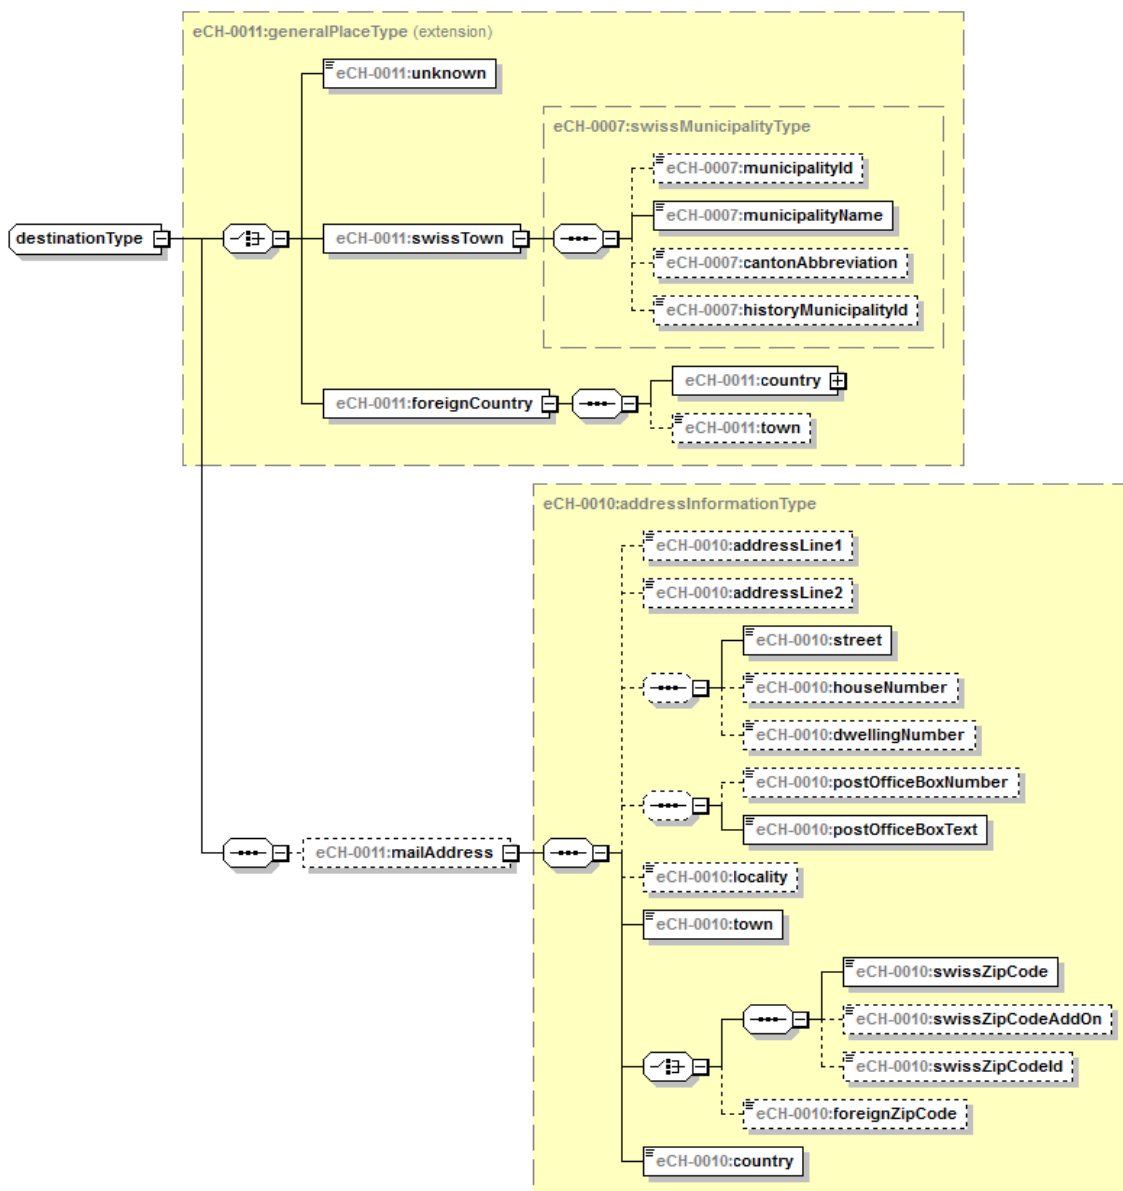 eCH-0011:generalPlaceType (extension)
eCH-0011:unknown
eCH-0007:swissMunicipalityType
eCH-0007:municipalityId
eCH-0007:municipalityName
destinationType
eCH-0011:swissTown
eCH-0007:cantonAbbreviation
eCH-0007:historyMunicipalityId
eCH-0011:country
eCH-0011:foreignCountry
eCH-0011:town
eCH-0010:addressInformationType
eCH-0010:addressLine1
eCH-0010:addressLine2
eCH-0010:street
eCH-0010:houseNumber
eCH-0010:dwellingNumber
eCH-0010:postOfficeBoxNumber
eCH-0010:postOfficeBoxText
eCH-0011:mailAddress
eCH-0010:locality
eCH-0010:town
eCH-0010:swissZipCode
eCH-0010:swissZipCodeAddOn
eCH-0010:swissZipCodeId
eCH-0010:foreignZipCode
eCH-0010:country